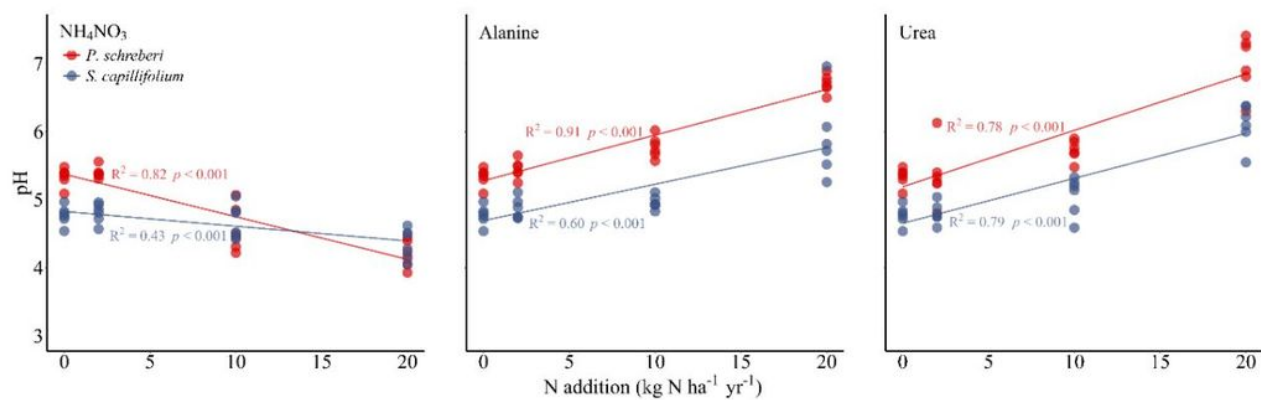 NH₄NO₃
P. schreberi
S. capillifolium
R² = 0.82 p < 0.001
R² = 0.43 p < 0.001
Alanine
R² = 0.91 p < 0.001
R² = 0.60 p < 0.001
Urea
R² = 0.78 p < 0.001
R² = 0.79 p < 0.001
pH
7
6
5
4
3
0 5 10 15 20
0 5 10 15 20
0 5 10 15 20
N addition (kg N ha⁻¹ yr⁻¹)